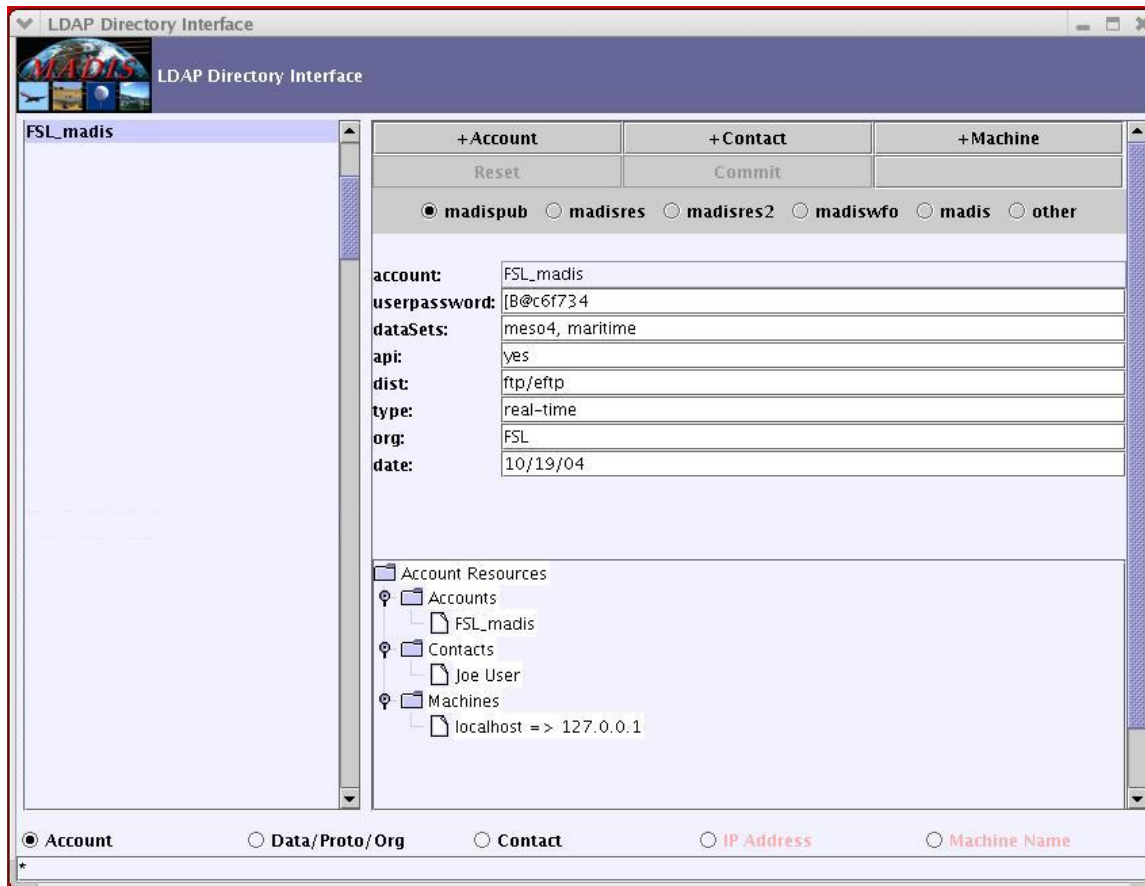 LDAP Directory Interface
MADIS
LDAP Directory Interface
FSL_madis
+Account +Contact +Machine
Reset Commit
madispub madisres madisres2 madiswfo madis other
account: FSL_madis
userpassword: [B@c6f734
dataSets: meso4, maritime
api: yes
dist: ftp/eftp
type: real-time
org: FSL
date: 10/19/04
Account Resources
Accounts
FSL_madis
Contacts
Joe User
Machines
localhost => 127.0.0.1
Account Data/Proto/Org Contact IP Address Machine Name
*